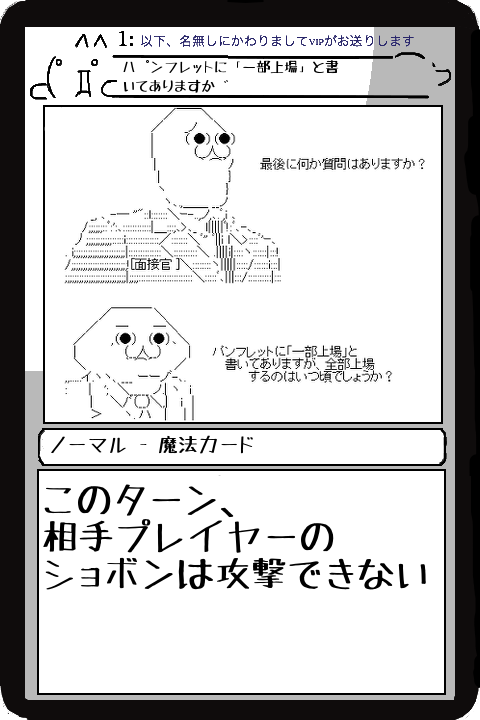 1: 以下、名無しにかわりましてVIPがお送りします
パンフレットに「一部上場」と書
いてありますが
最後に何か質問はありますか?
[面接官]
パンフレットに「一部上場」と
書いてありますが、全部上場
するのはいつ頃でしょうか?
ノーマル - 魔法カード
このターン、
相手プレイヤーの
ショボンは攻撃できない